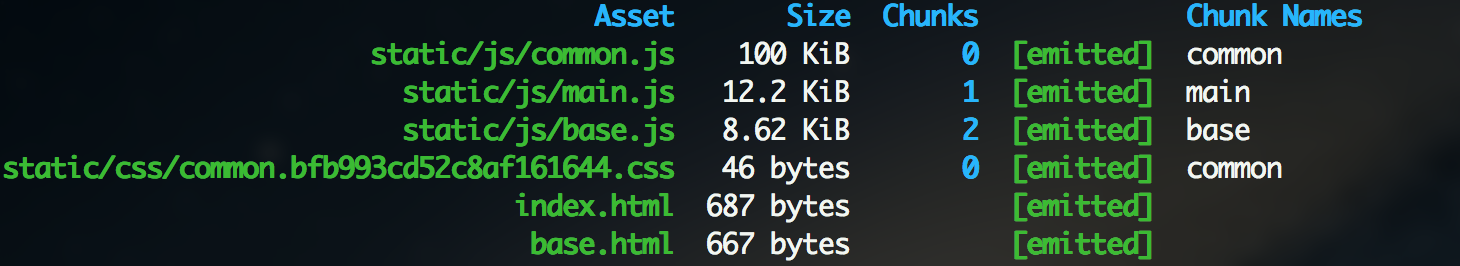 Asset Size Chunks Chunk Names
static/js/common.js 100 KiB 0 [emitted] common
static/js/main.js 12.2 KiB 1 [emitted] main
static/js/base.js 8.62 KiB 2 [emitted] base
static/css/common.bfb993cd52c8af161644.css 46 bytes 0 [emitted] common
index.html 687 bytes [emitted]
base.html 667 bytes [emitted]